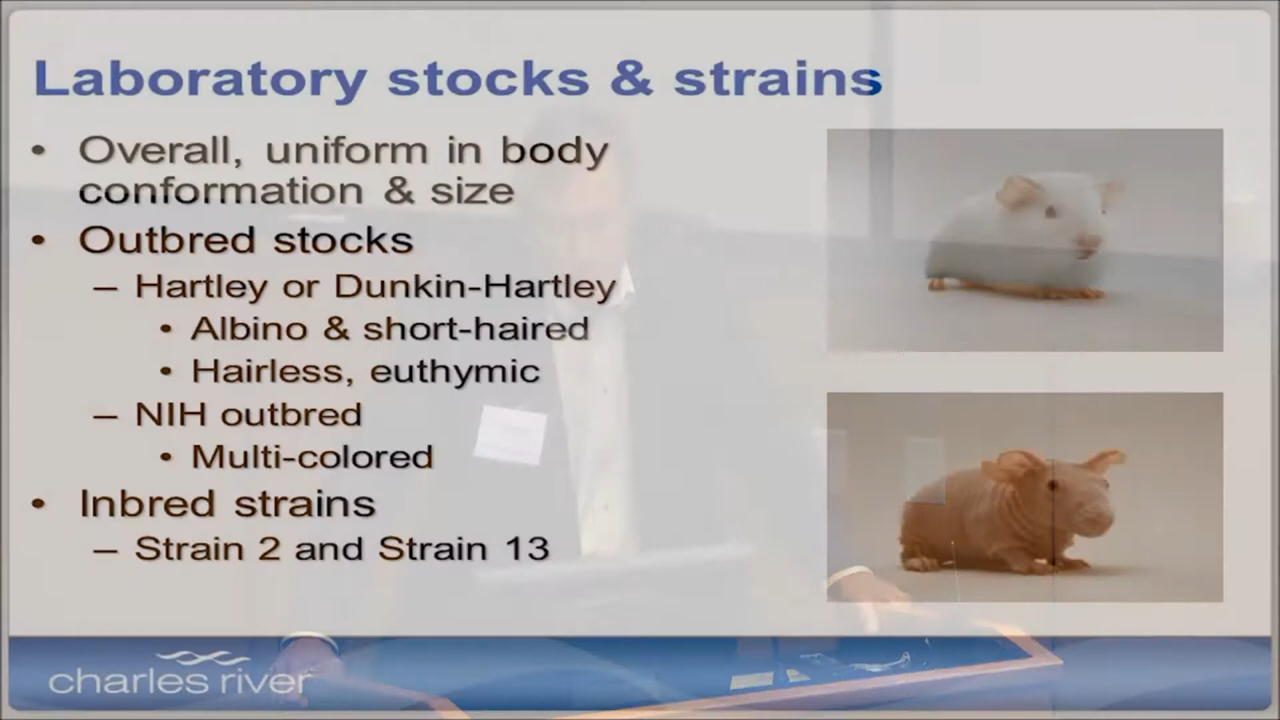 Laboratory stocks & strains
• Overall, uniform in body
conformation & size
• Outbred stocks
– Hartley or Dunkin-Hartley
• Albino & short-haired
• Hairless, euthymic
– NIH outbred
• Multi-colored
• Inbred strains
– Strain 2 and Strain 13
charles river